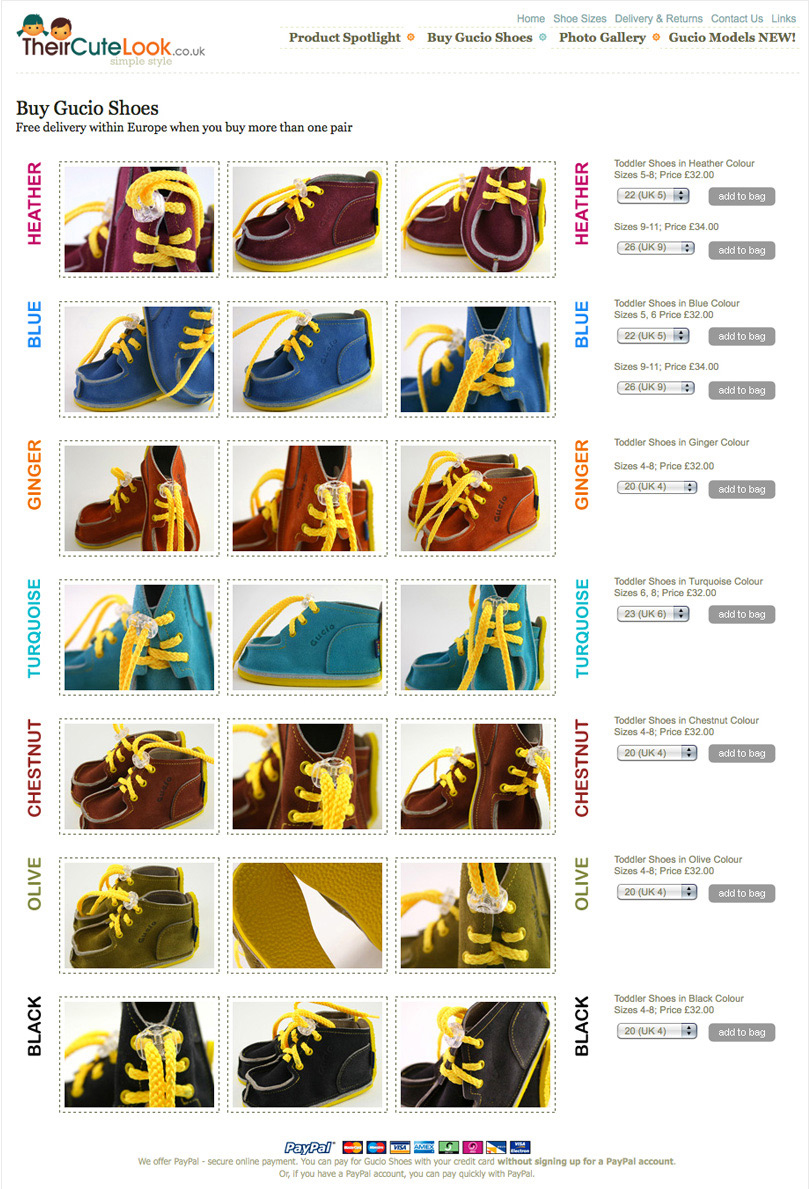 Home Shoe Sizes Delivery & Returns Contact Us Links
TheirCuteLook.co.uk
simple style
Product Spotlight Buy Gucio Shoes Photo Gallery Gucio Models NEW!
Buy Gucio Shoes
Free delivery within Europe when you buy more than one pair
HEATHER
HEATHER
Toddler Shoes in Heather Colour
Sizes 5-8; Price £32.00
22 (UK 5) add to bag
Sizes 9-11; Price £34.00
26 (UK 9) add to bag
BLUE
Gucio
BLUE
Toddler Shoes in Blue Colour
Sizes 5, 6 Price £32.00
22 (UK 5) add to bag
Sizes 9-11; Price £34.00
26 (UK 9) add to bag
GINGER
Gucio
GINGER
Toddler Shoes in Ginger Colour
Sizes 4-8; Price £32.00
20 (UK 4) add to bag
TURQUOISE
Gucio
TURQUOISE
Toddler Shoes in Turquoise Colour
Sizes 6, 8; Price £32.00
23 (UK 6) add to bag
CHESTNUT
Gucio
CHESTNUT
Toddler Shoes in Chestnut Colour
Sizes 4-8; Price £32.00
20 (UK 4) add to bag
OLIVE
Gucio
OLIVE
Toddler Shoes in Olive Colour
Sizes 4-8; Price £32.00
20 (UK 4) add to bag
BLACK
BLACK
Toddler Shoes in Black Colour
Sizes 4-8; Price £32.00
20 (UK 4) add to bag
PayPal MasterCard Maestro VISA AMEX VISA Electron
We offer PayPal - secure online payment. You can pay for Gucio Shoes with your credit card without signing up for a PayPal account.
Or, if you have a PayPal account, you can pay quickly with PayPal.